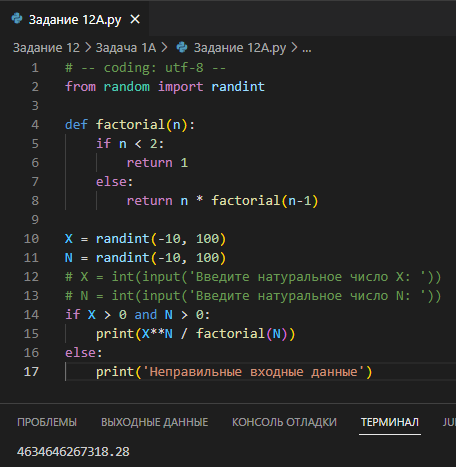 Задание 12A.py ×
Задание 12 > Задача 1A > Задание 12A.py > ...
1 # -- coding: utf-8 --
2 from random import randint
3
4 def factorial(n):
5     if n < 2:
6         return 1
7     else:
8         return n * factorial(n-1)
9
10 X = randint(-10, 100)
11 N = randint(-10, 100)
12 # X = int(input('Введите натуральное число X: '))
13 # N = int(input('Введите натуральное число N: '))
14 if X > 0 and N > 0:
15     print(X**N / factorial(N))
16 else:
17     print('Неправильные входные данные')
ПРОБЛЕМЫ ВЫХОДНЫЕ ДАННЫЕ КОНСОЛЬ ОТЛАДКИ ТЕРМИНАЛ JU
4634646267318.28